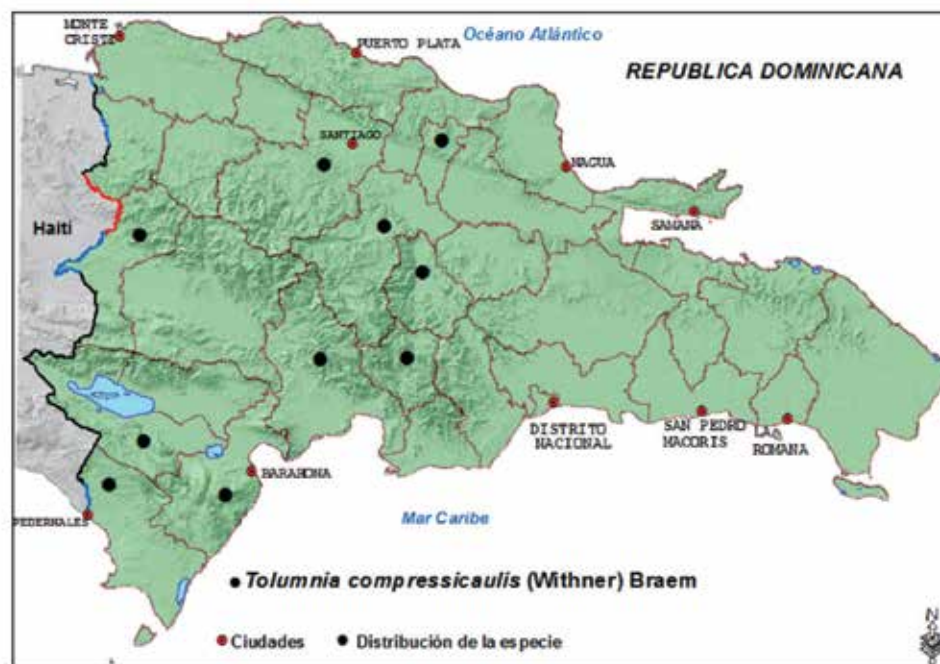 MONTE
CRISTI
Océano Atlántico
PUERTO PLATA
REPUBLICA DOMINICANA
SANTIAGO
NAGUA
SAMANA
Haití
DISTRITO
NACIONAL
SAN PEDRO
MACORIS
LA
ROMANA
BARAHONA
PEDERNALES
Mar Caribe
Tolumnia compressicaulis (Withner) Braem
Ciudades
Distribución de la especie
N